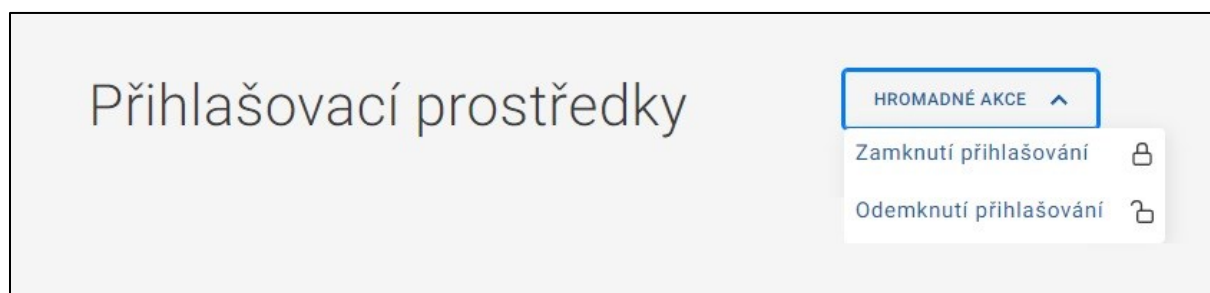 Přihlašovací prostředky
HROMADNÉ AKCE
Zamknutí přihlašování
Odemknutí přihlašování